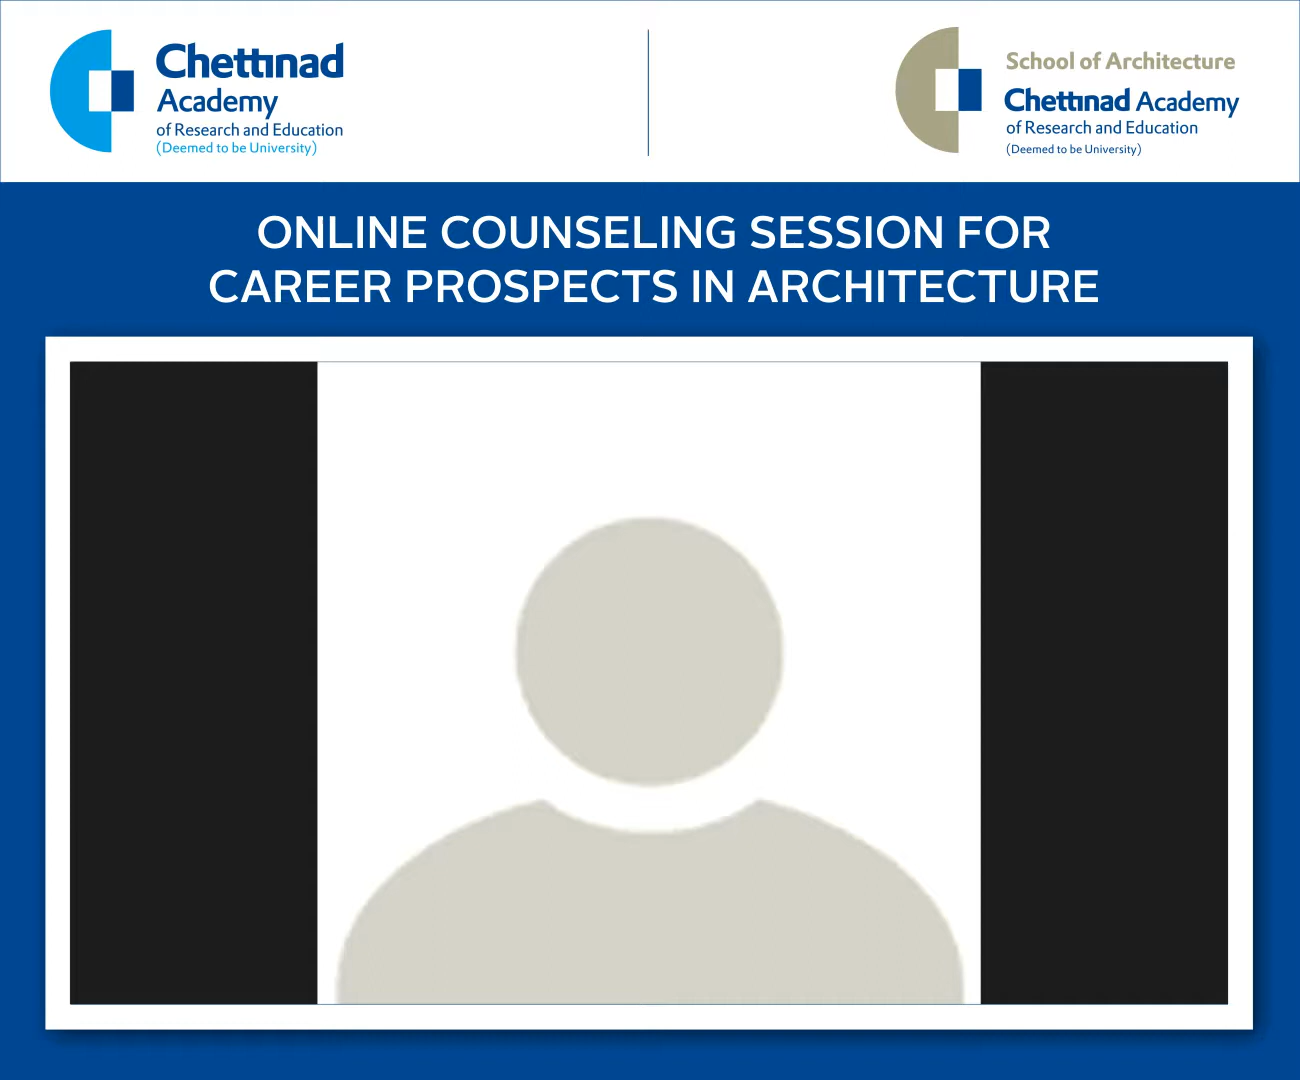 Chettinad
Academy
of Research and Education
(Deemed to be University)
School of Architecture
Chettinad Academy
of Research and Education
(Deemed to be University)
ONLINE COUNSELING SESSION FOR
CAREER PROSPECTS IN ARCHITECTURE